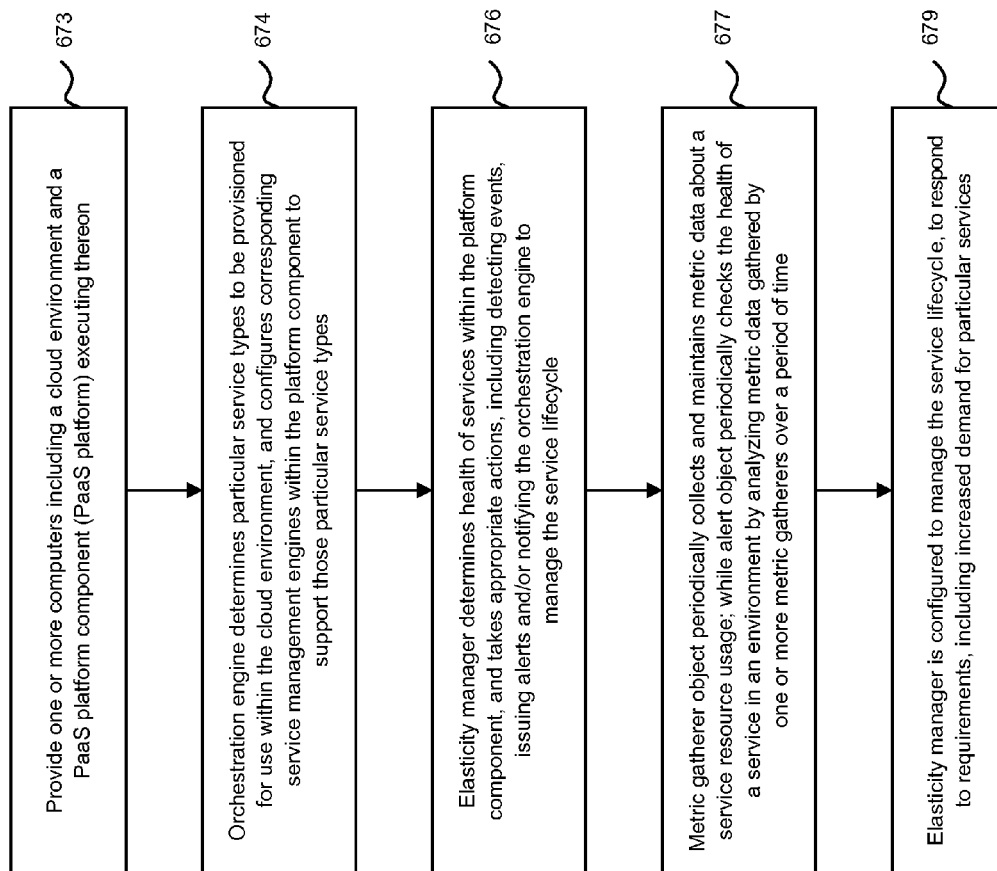 Provide one or more computers including a cloud environment and a
PaaS platform component (PaaS platform) executing thereon
673
Orchestration engine determines particular service types to be provisioned
for use within the cloud environment, and configures corresponding
service management engines within the platform component to
support those particular service types
674
Elasticity manager determines health of services within the platform
component, and takes appropriate actions, including detecting events,
issuing alerts and/or notifying the orchestration engine to
manage the service lifecycle
676
Metric gatherer object periodically collects and maintains metric data about a
service resource usage; while alert object periodically checks the health of
a service in an environment by analyzing metric data gathered by
one or more metric gatherers over a period of time
677
Elasticity manager is configured to manage the service lifecycle, to respond
to requirements, including increased demand for particular services
679